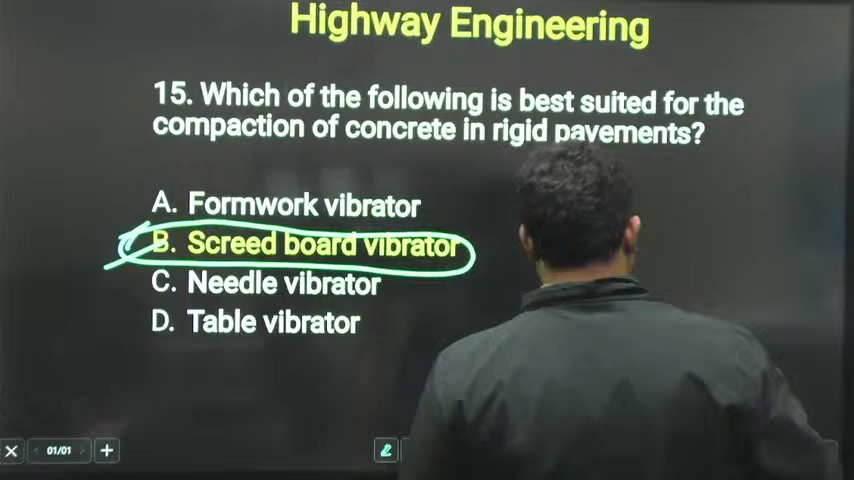 Highway Engineering
15. Which of the following is best suited for the
compaction of concrete in rigid pavements?
A. Formwork vibrator
B. Screed board vibrator
C. Needle vibrator
D. Table vibrator
01/01